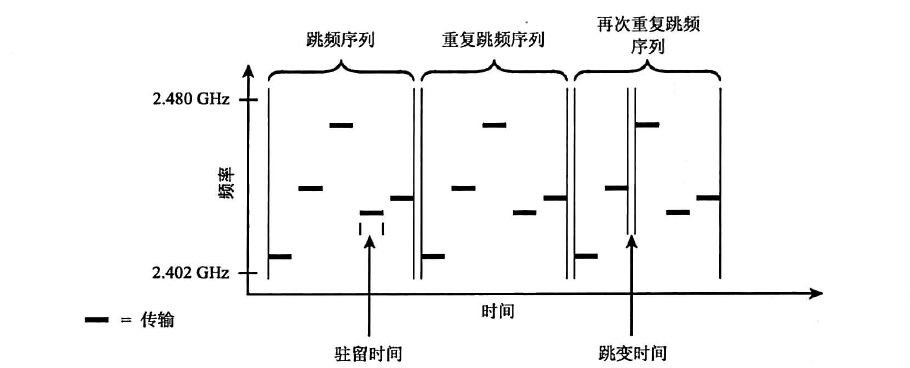 跳频序列
重复跳频序列
再次重复跳频
序列
2.480 GHz
频率
2.402 GHz
时间
= 传输
驻留时间
跳变时间